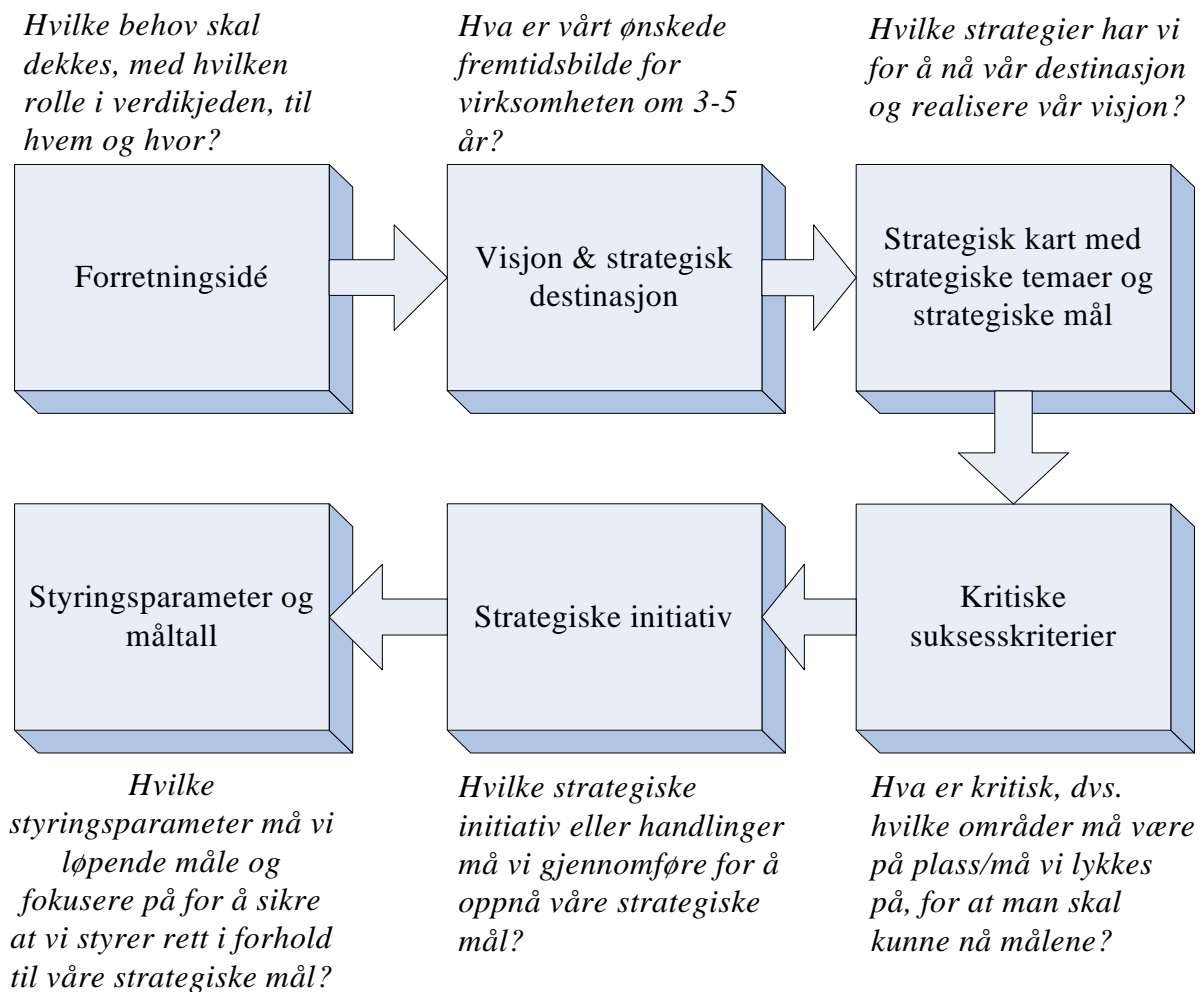 Hvilke behov skal
dekkes, med hvilken
rolle i verdikjeden, til
hvem og hvor?
Hva er vårt ønskede
fremtidsbilde for
virksomheten om 3-5
år?
Hvilke strategier har vi
for å nå vår destinasjon
og realisere vår visjon?
Forretningsidé
Visjon & strategisk
destinasjon
Strategisk kart med
strategiske temaer og
strategiske mål
Styringsparameter og
måltall
Strategiske initiativ
Kritiske
suksesskriterier
Hvilke
styringsparameter må vi
løpende måle og
fokusere på for å sikre
at vi styrer rett i forhold
til våre strategiske mål?
Hvilke strategiske
initiativ eller handlinger
må vi gjennomføre for å
oppnå våre strategiske
mål?
Hva er kritisk, dvs.
hvilke områder må være
på plass/må vi lykkes
på, for at man skal
kunne nå målene?